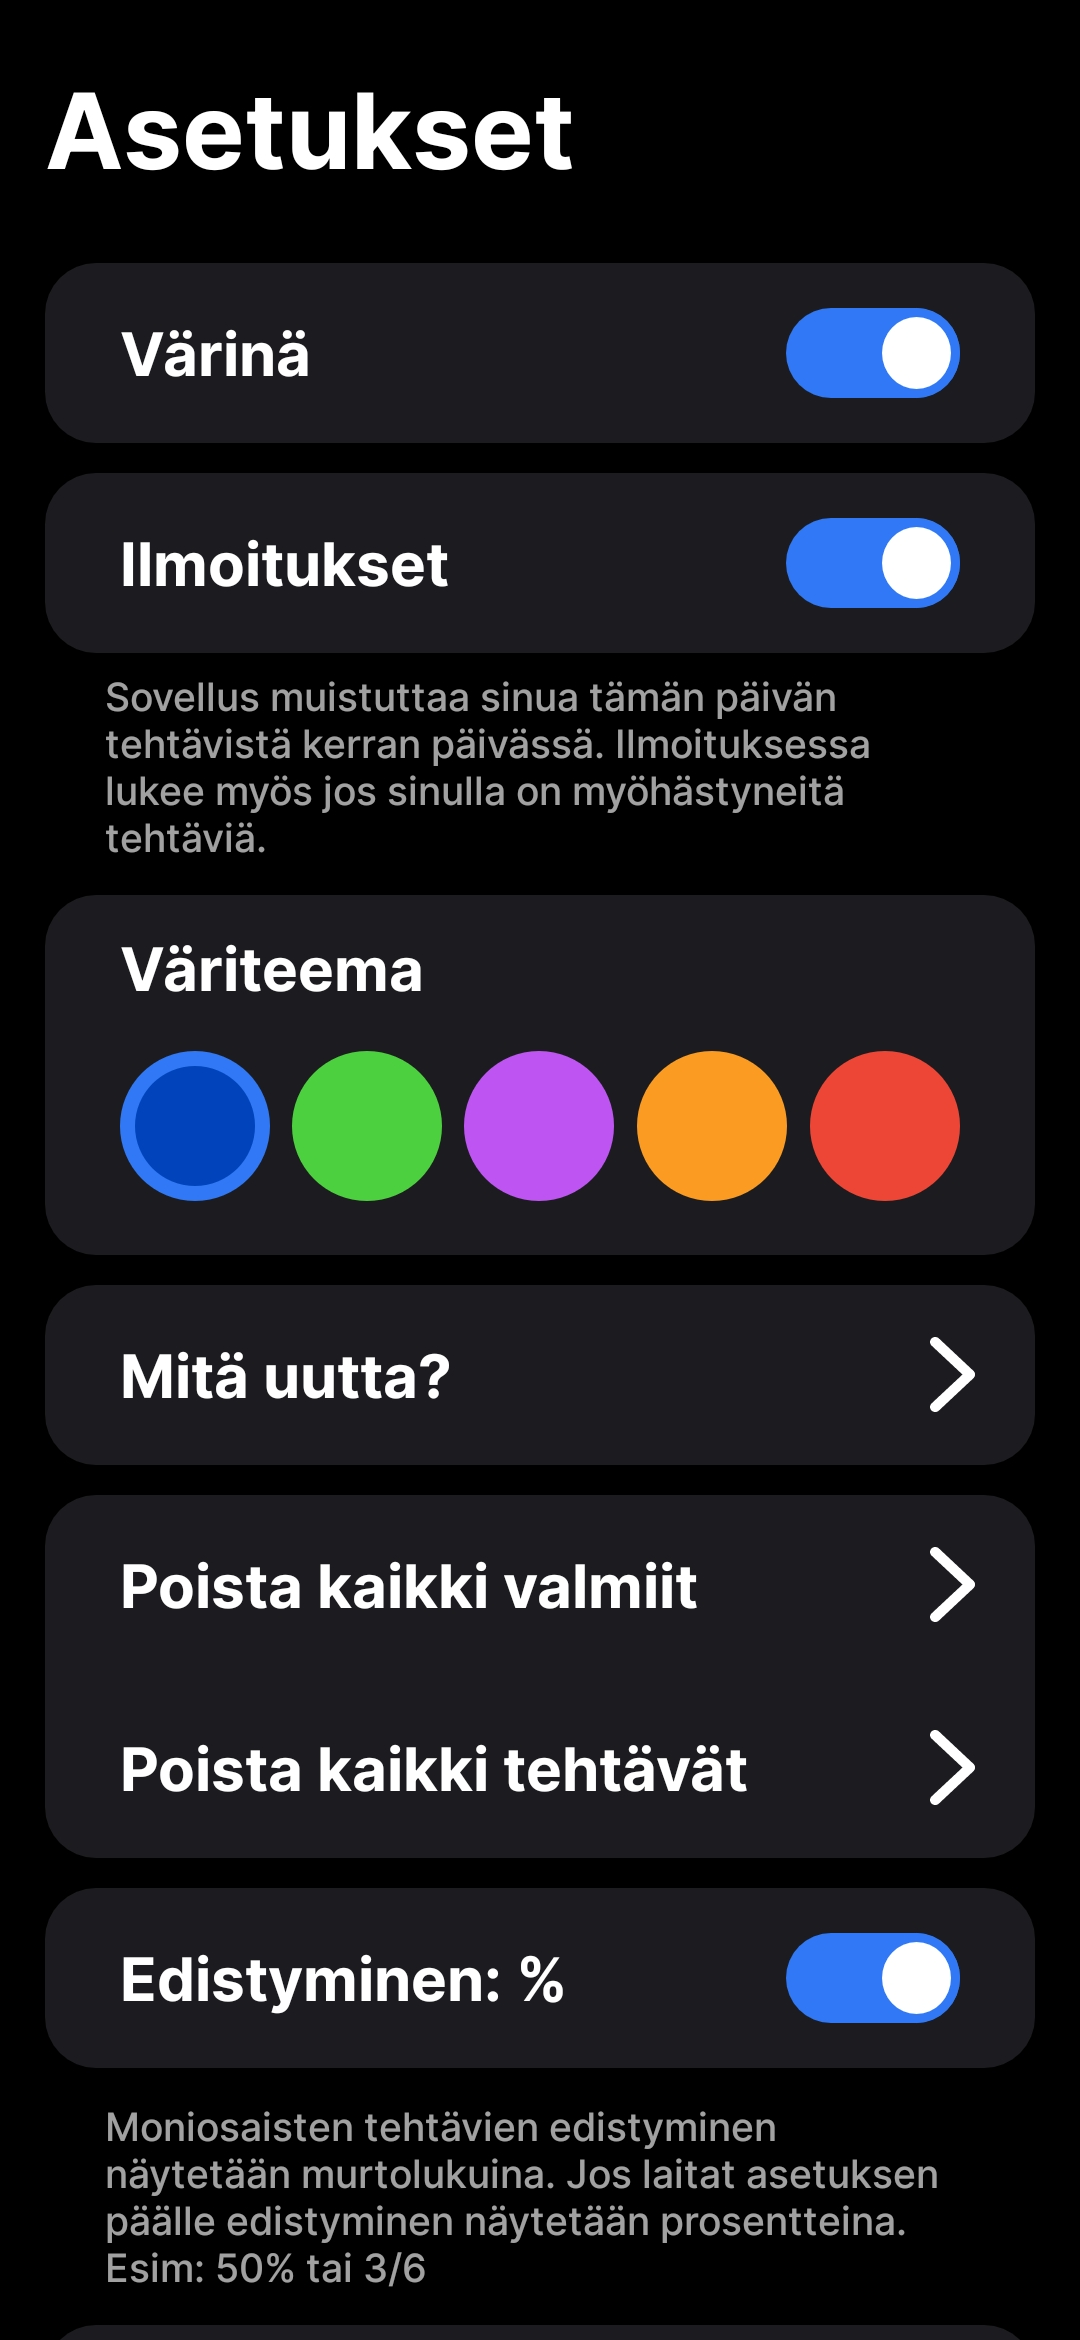 Asetukset
Värinä
Ilmoitukset
Sovellus muistuttaa sinua tämän päivän
tehtävistä kerran päivässä. Ilmoituksessa
lukee myös jos sinulla on myöhästyneitä
tehtäviä.
Väriteema
Mitä uutta?
Poista kaikki valmiit
Poista kaikki tehtävät
Edistyminen: %
Moniosaisten tehtävien edistyminen
näytetään murtolukuina. Jos laitat asetuksen
päälle edistyminen näytetään prosentteina.
Esim: 50% tai 3/6